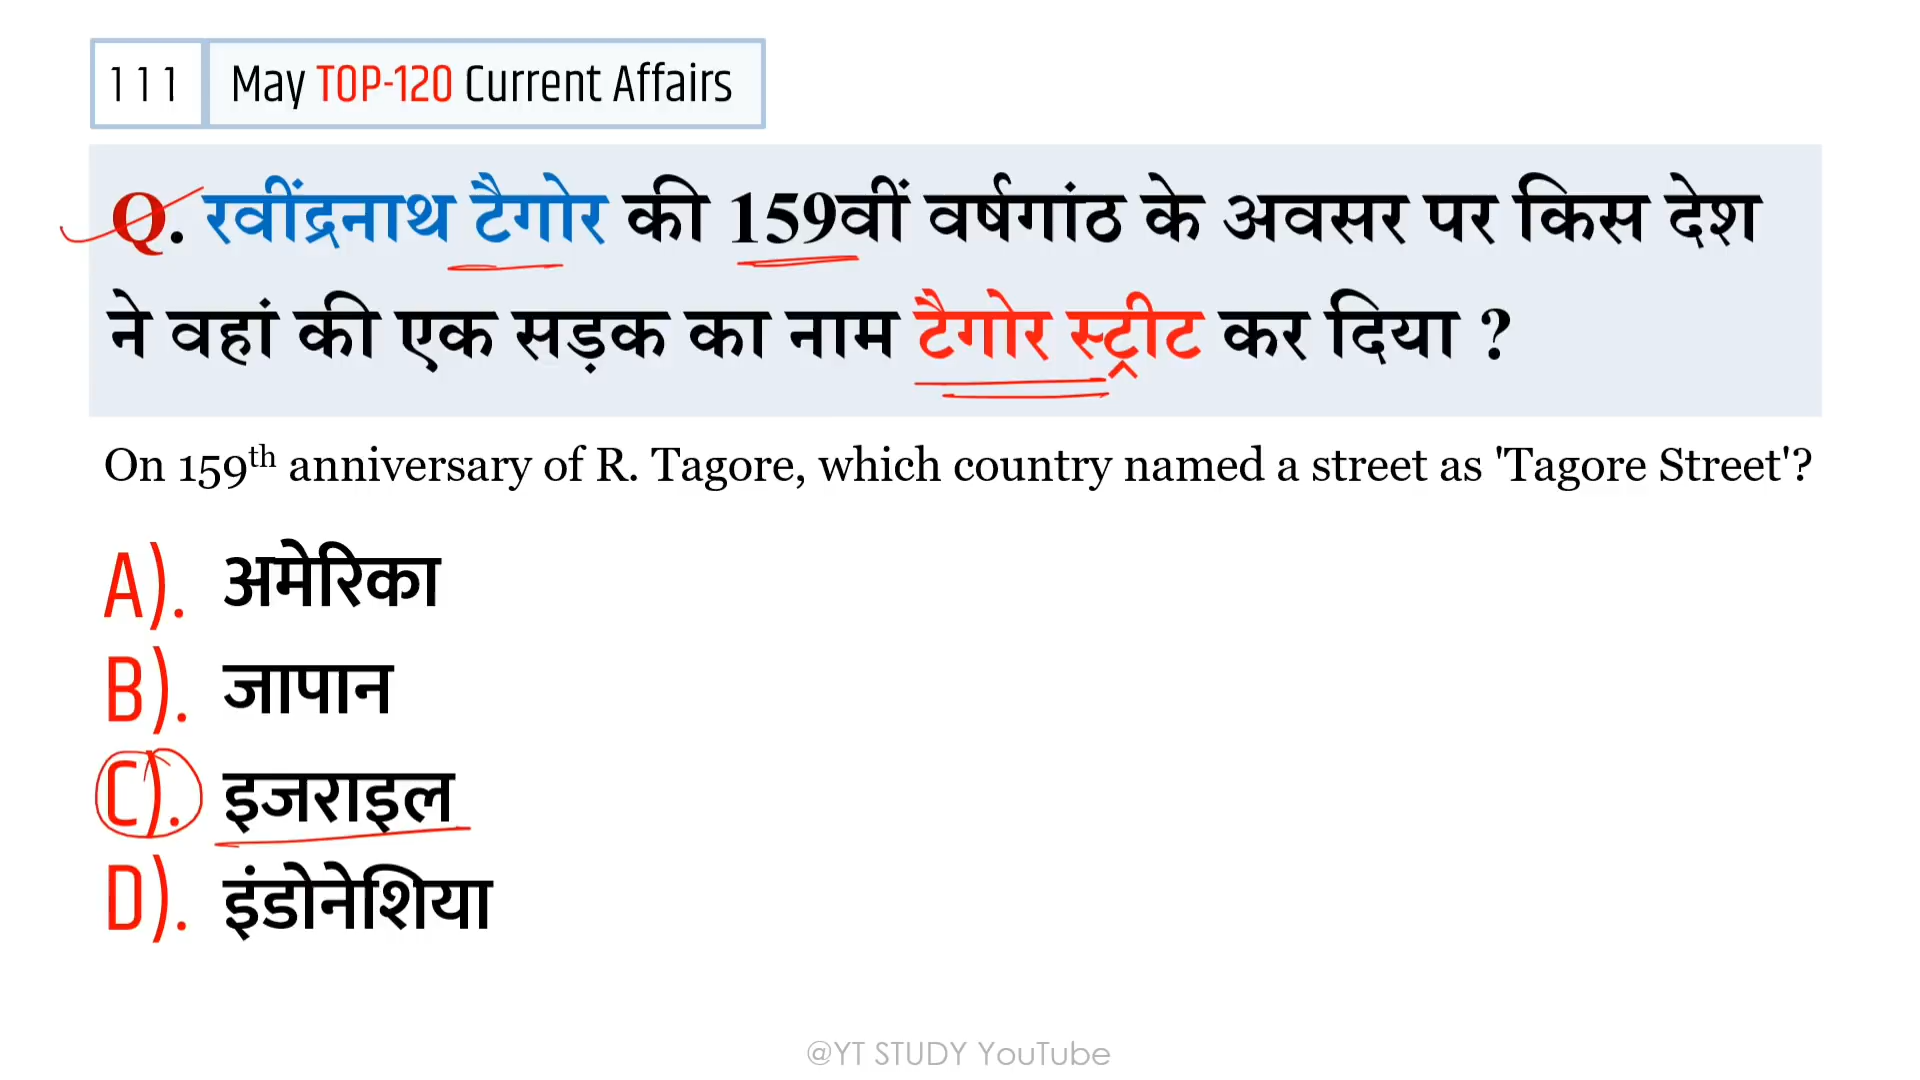 111 May TOP-120 Current Affairs
Q. रवींद्रनाथ टैगोर की 159वीं वर्षगांठ के अवसर पर किस देश
ने वहां की एक सड़क का नाम टैगोर स्ट्रीट कर दिया ?
On 159th anniversary of R. Tagore, which country named a street as 'Tagore Street'?
A). अमेरिका
B). जापान
C). इजराइल
D). इंडोनेशिया
@YT STUDY YouTube